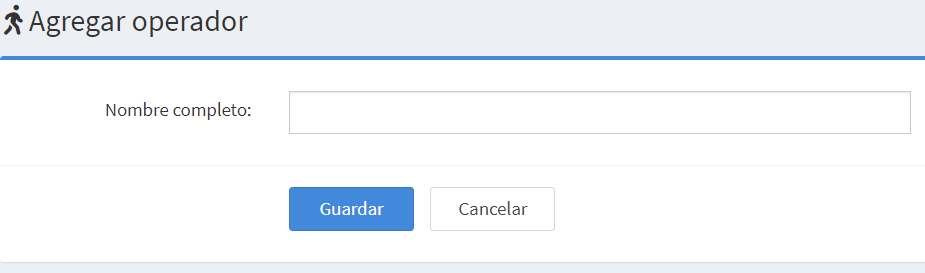 Agregar operador
Nombre completo:
Guardar Cancelar